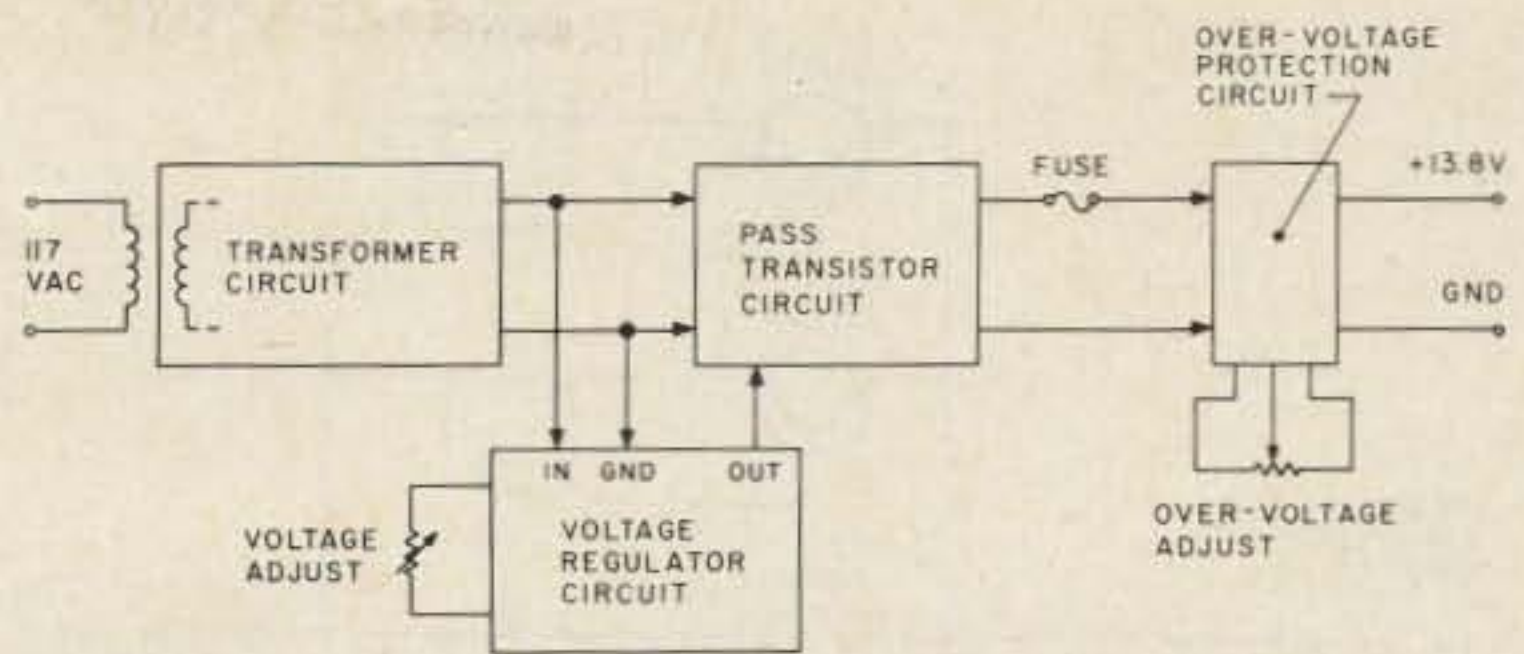 OVER-VOLTAGE
PROTECTION
CIRCUIT
FUSE
+13.8V
117
VAC
TRANSFORMER
CIRCUIT
PASS
TRANSISTOR
CIRCUIT
GND
IN GND OUT
VOLTAGE
ADJUST
VOLTAGE
REGULATOR
CIRCUIT
OVER-VOLTAGE
ADJUST